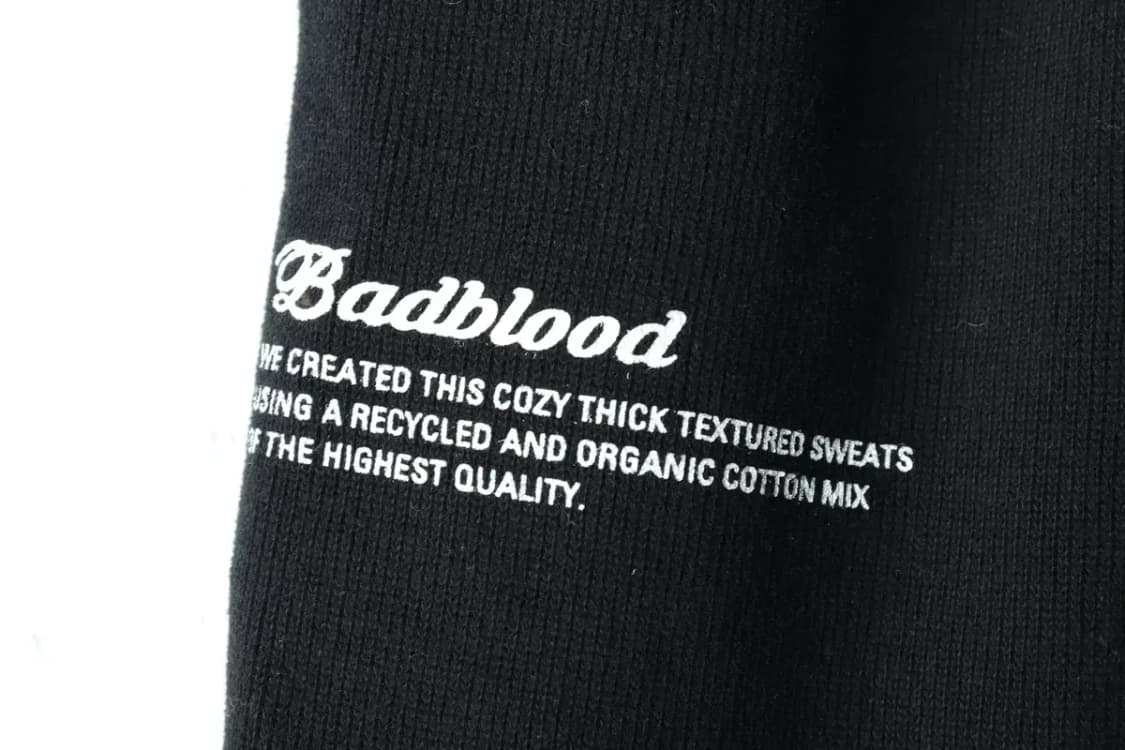 Badblood
WE CREATED THIS COZY THICK TEXTURED SWEATS
USING A RECYCLED AND ORGANIC COTTON MIX
OF THE HIGHEST QUALITY.